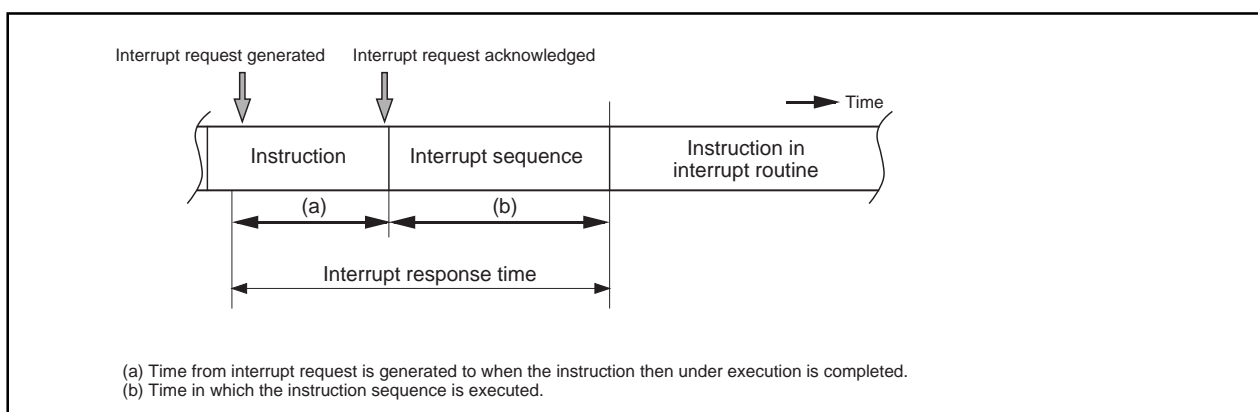 Interrupt request generated
Interrupt request acknowledged
Time
Instruction
Interrupt sequence
Instruction in
interrupt routine
(a)
(b)
Interrupt response time
(a) Time from interrupt request is generated to when the instruction then under execution is completed.
(b) Time in which the instruction sequence is executed.